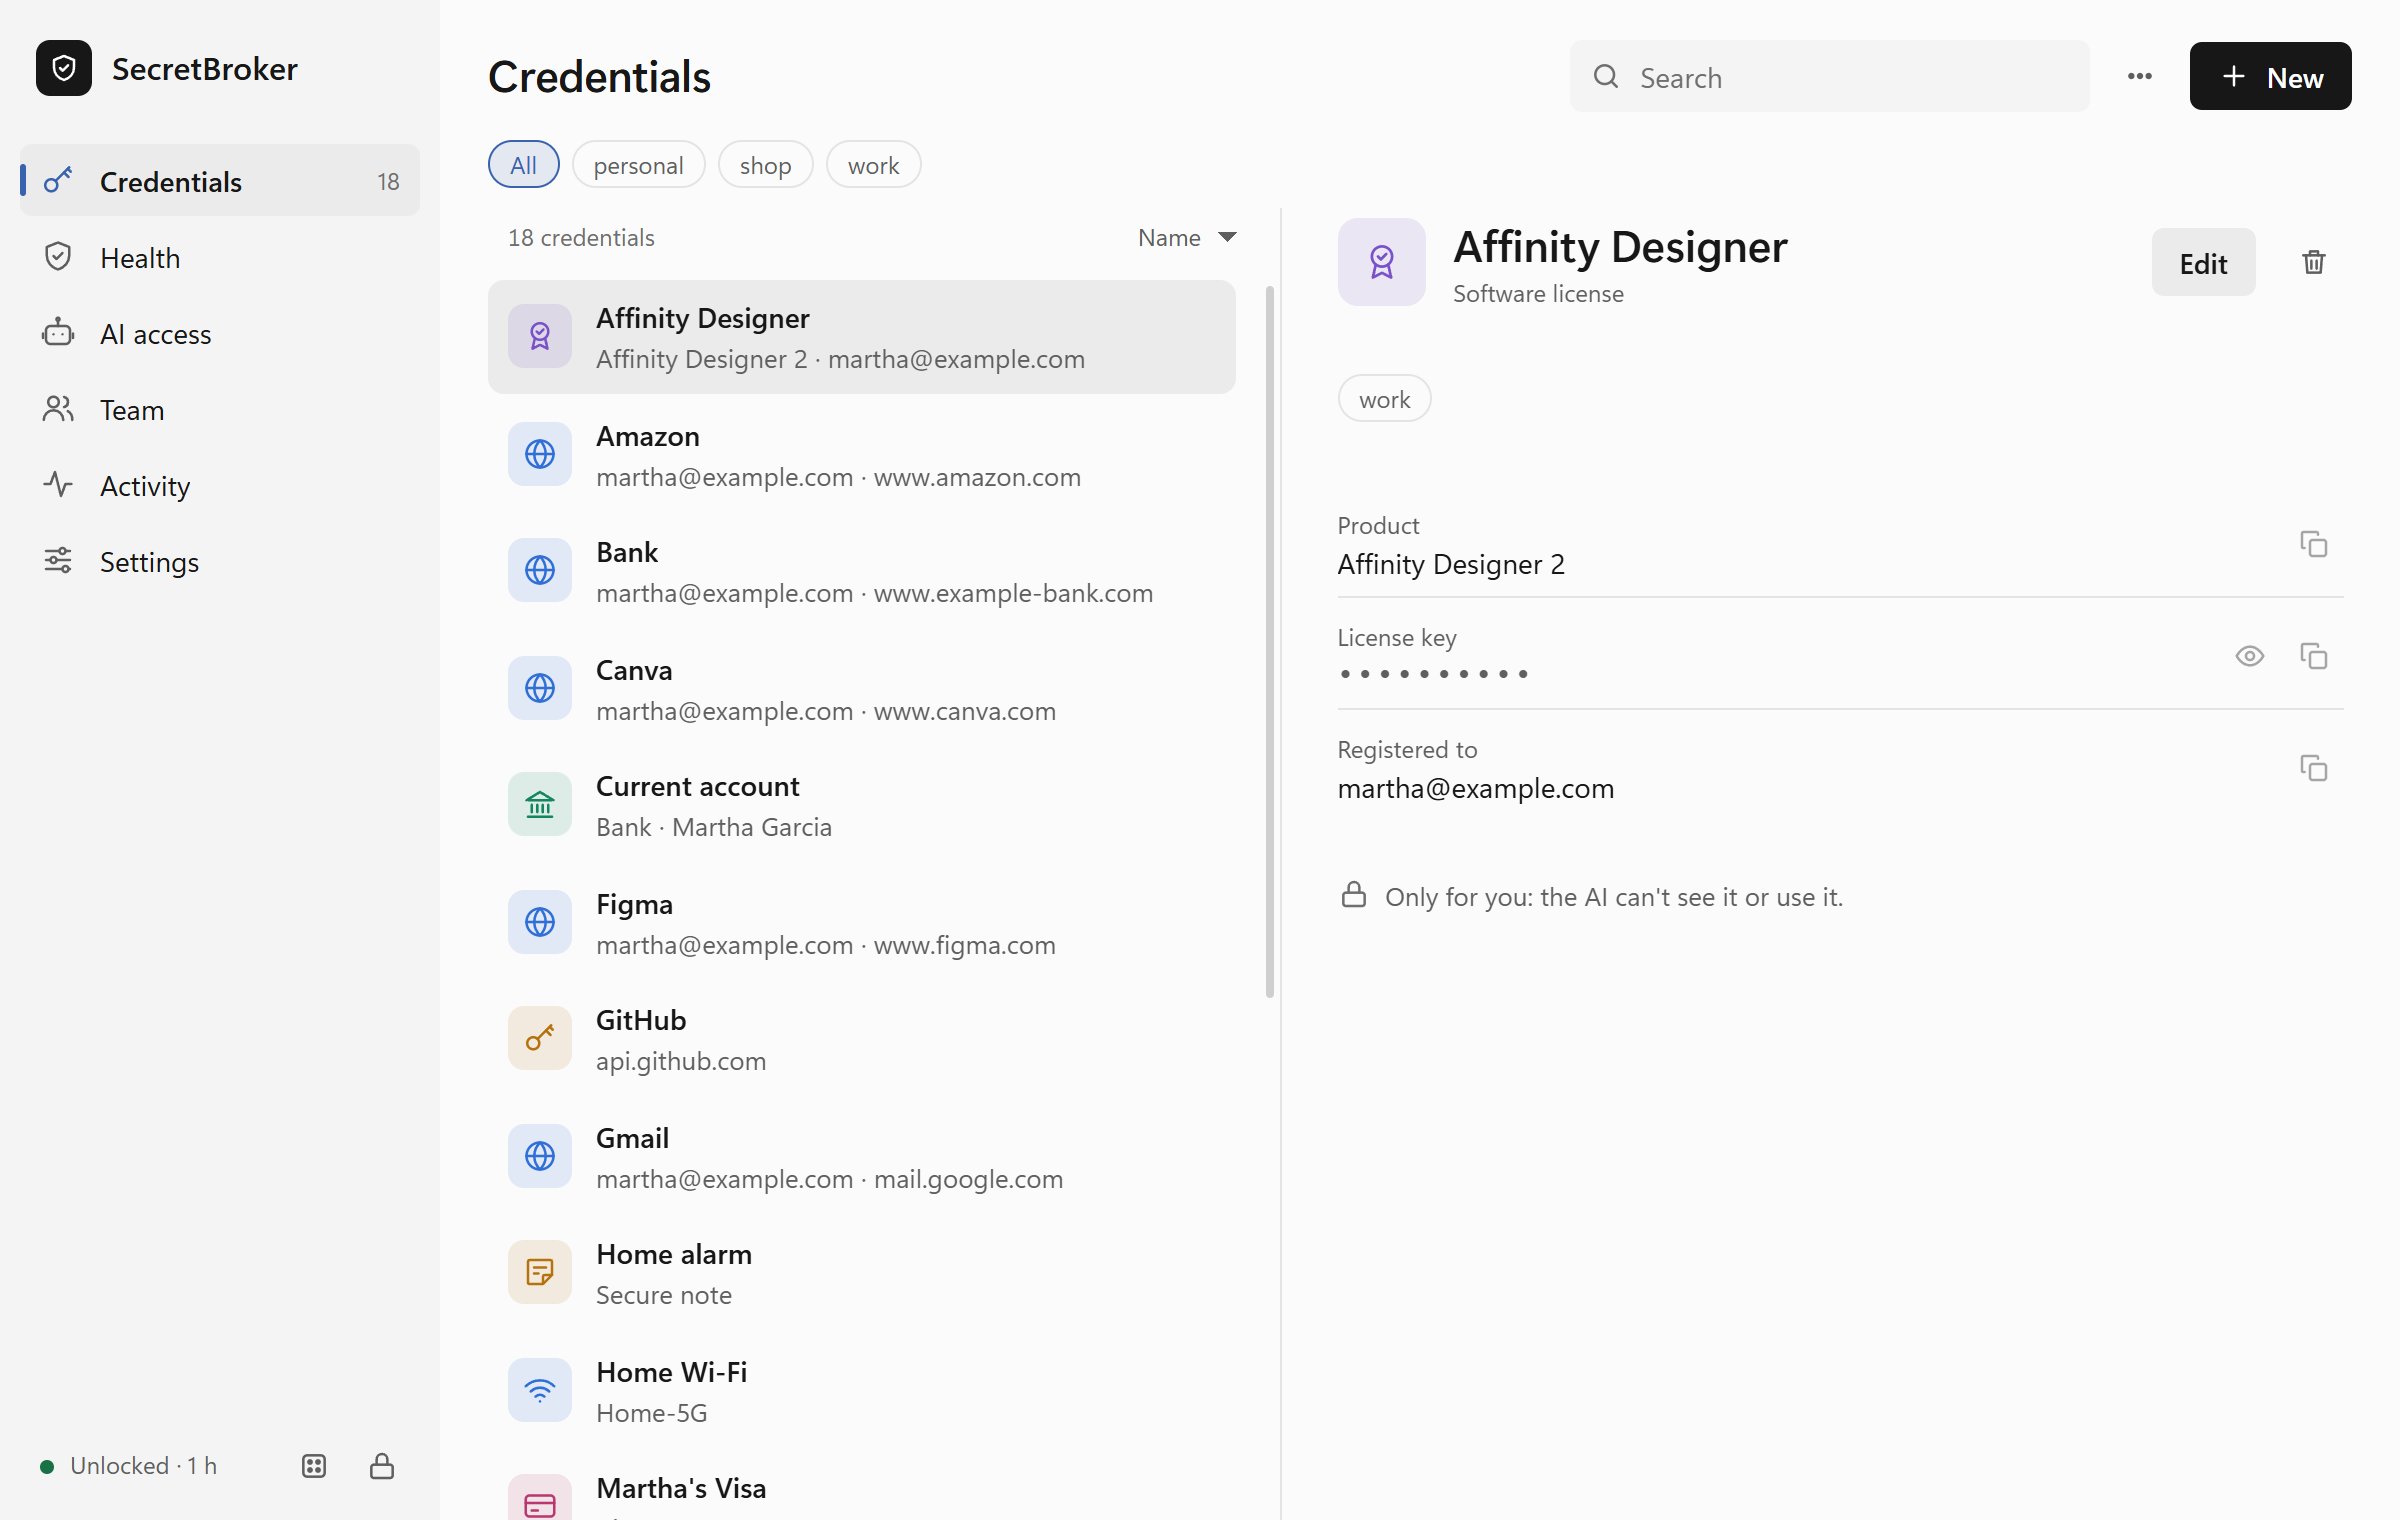 SecretBroker
Credentials
18
Health
AI access
Team
Activity
Settings
Unlocked · 1 h
Credentials
Search
New
All
personal
shop
work
18 credentials
Name
Affinity Designer
Affinity Designer 2 · martha@example.com
Amazon
martha@example.com · www.amazon.com
Bank
martha@example.com · www.example-bank.com
Canva
martha@example.com · www.canva.com
Current account
Bank · Martha Garcia
Figma
martha@example.com · www.figma.com
GitHub
api.github.com
Gmail
martha@example.com · mail.google.com
Home alarm
Secure note
Home Wi-Fi
Home-5G
Martha's Visa
Affinity Designer
Software license
Edit
work
Product
Affinity Designer 2
License key
••••••••••
Registered to
martha@example.com
Only for you: the AI can't see it or use it.